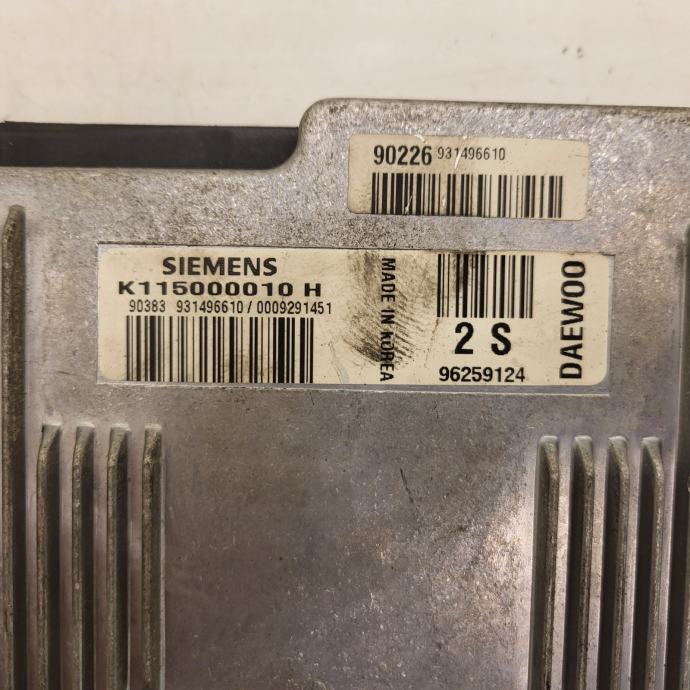 90226 931496610
SIEMENS
K115000010 H
90383 931496610 / 0009291451
MADE IN KOREA
2 S
96259124
DAEWOO